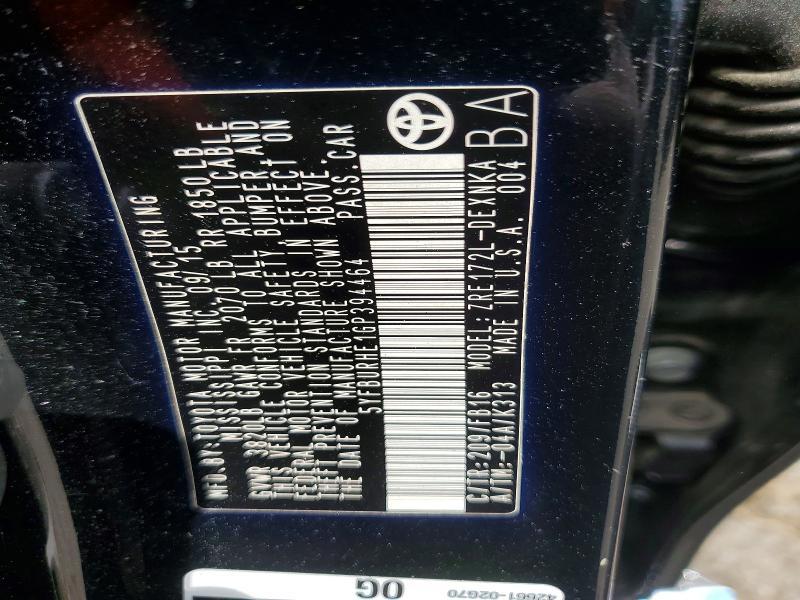 MFD.BY:TOYOTA MOTOR MANUFACTURING
MISSISSIPPI INC. 09/15
GVWR 3820LB GAWR FR 2070 LB RR 1850 LB
THIS VEHICLE CONFORMS TO ALL APPLICABLE
FEDERAL MOTOR VEHICLE SAFETY, BUMPER AND
THEFT PREVENTION STANDARDS IN EFFECT ON
THE DATE OF MANUFACTURE SHOWN ABOVE.
5YFBURHE1GP394464 PASS.CAR
C/TR:209/FB16 MODEL:ZRE172L-DEXNKA
A/TM:-04A/K313 MADE IN U.S.A. 004
BA
0G
42661-02G70